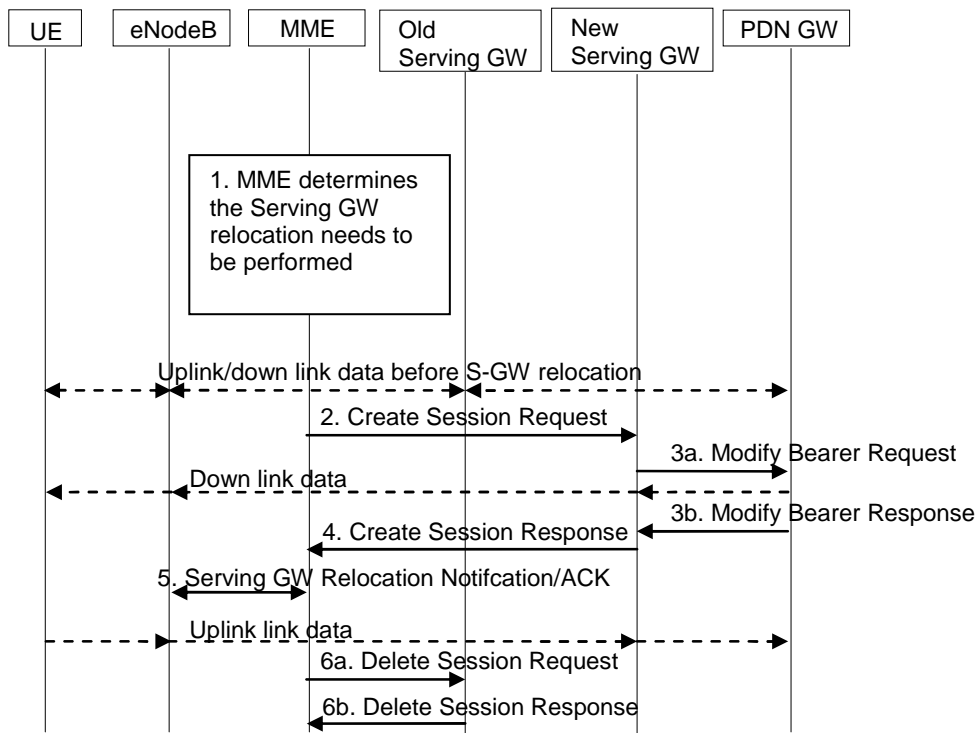 UE
eNodeB
MME
Old
Serving GW
New
Serving GW
PDN GW
1. MME determines
the Serving GW
relocation needs to
be performed
Uplink/down link data before S-GW relocation
2. Create Session Request
3a. Modify Bearer Request
Down link data
3b. Modify Bearer Response
4. Create Session Response
5. Serving GW Relocation Notifcation/ACK
Uplink link data
6a. Delete Session Request
6b. Delete Session Response